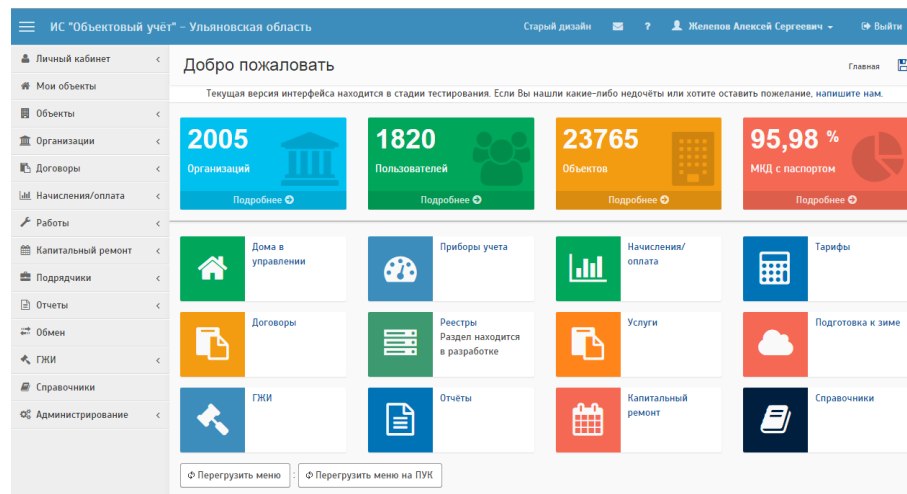 ИС "Объектовый учёт" – Ульяновская область
Старый дизайн
?
Желепов Алексей Сергеевич
Выйти
Личный кабинет
Мои объекты
Объекты
Организации
Договоры
Начисления/оплата
Работы
Капитальный ремонт
Подрядчики
Отчеты
Обмен
ГЖИ
Справочники
Администрирование
Добро пожаловать
Главная
Текущая версия интерфейса находится в стадии тестирования. Если Вы нашли какие-либо недочёты или хотите оставить пожелание, напишите нам.
2005
Организаций
Подробнее
1820
Пользователей
Подробнее
23765
Объектов
Подробнее
95,98 %
МКД с паспортом
Подробнее
Дома в
управлении
Приборы учета
Начисления/
оплата
Тарифы
Договоры
Реестры
Раздел находится
в разработке
Услуги
Подготовка к зиме
ГЖИ
Отчёты
Капитальный
ремонт
Справочники
Перегрузить меню : Перегрузить меню на ПУК